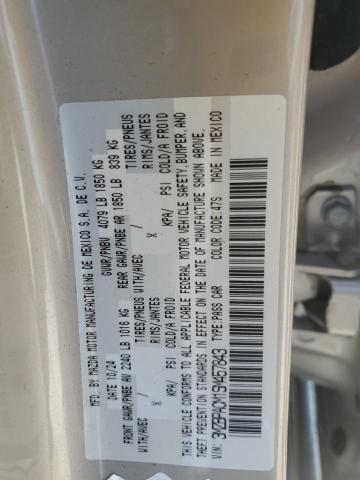 MFD. BY: MAZDA MOTOR MANUFACTURING DE MEXICO S.A. DE C.V.
DATE 10/24 GVWR/PNBV 4079 LB 1850 KG
FRONT GAWR/PNBE AV 2240 LB 1016 KG REAR GAWR/PNBE AR 1850 LB 839 KG
WITH/AVEC / TIRES/PNEUS WITH/AVEC / TIRES/PNEUS
X RIMS/JANTES X RIMS/JANTES
KPA/ PSI COLD/A FROID KPA/ PSI COLD/A FROID
THIS VEHICLE CONFORMS TO ALL APPLICABLE FEDERAL MOTOR VEHICLE SAFETY, BUMPER, AND
THEFT PREVENTION STANDARDS IN EFFECT ON THE DATE OF MANUFACTURE SHOWN ABOVE.
3MZBPACM1SM457943 TYPE: PASS CAR COLOR CODE: 47S MADE IN MEXICO
VIN: